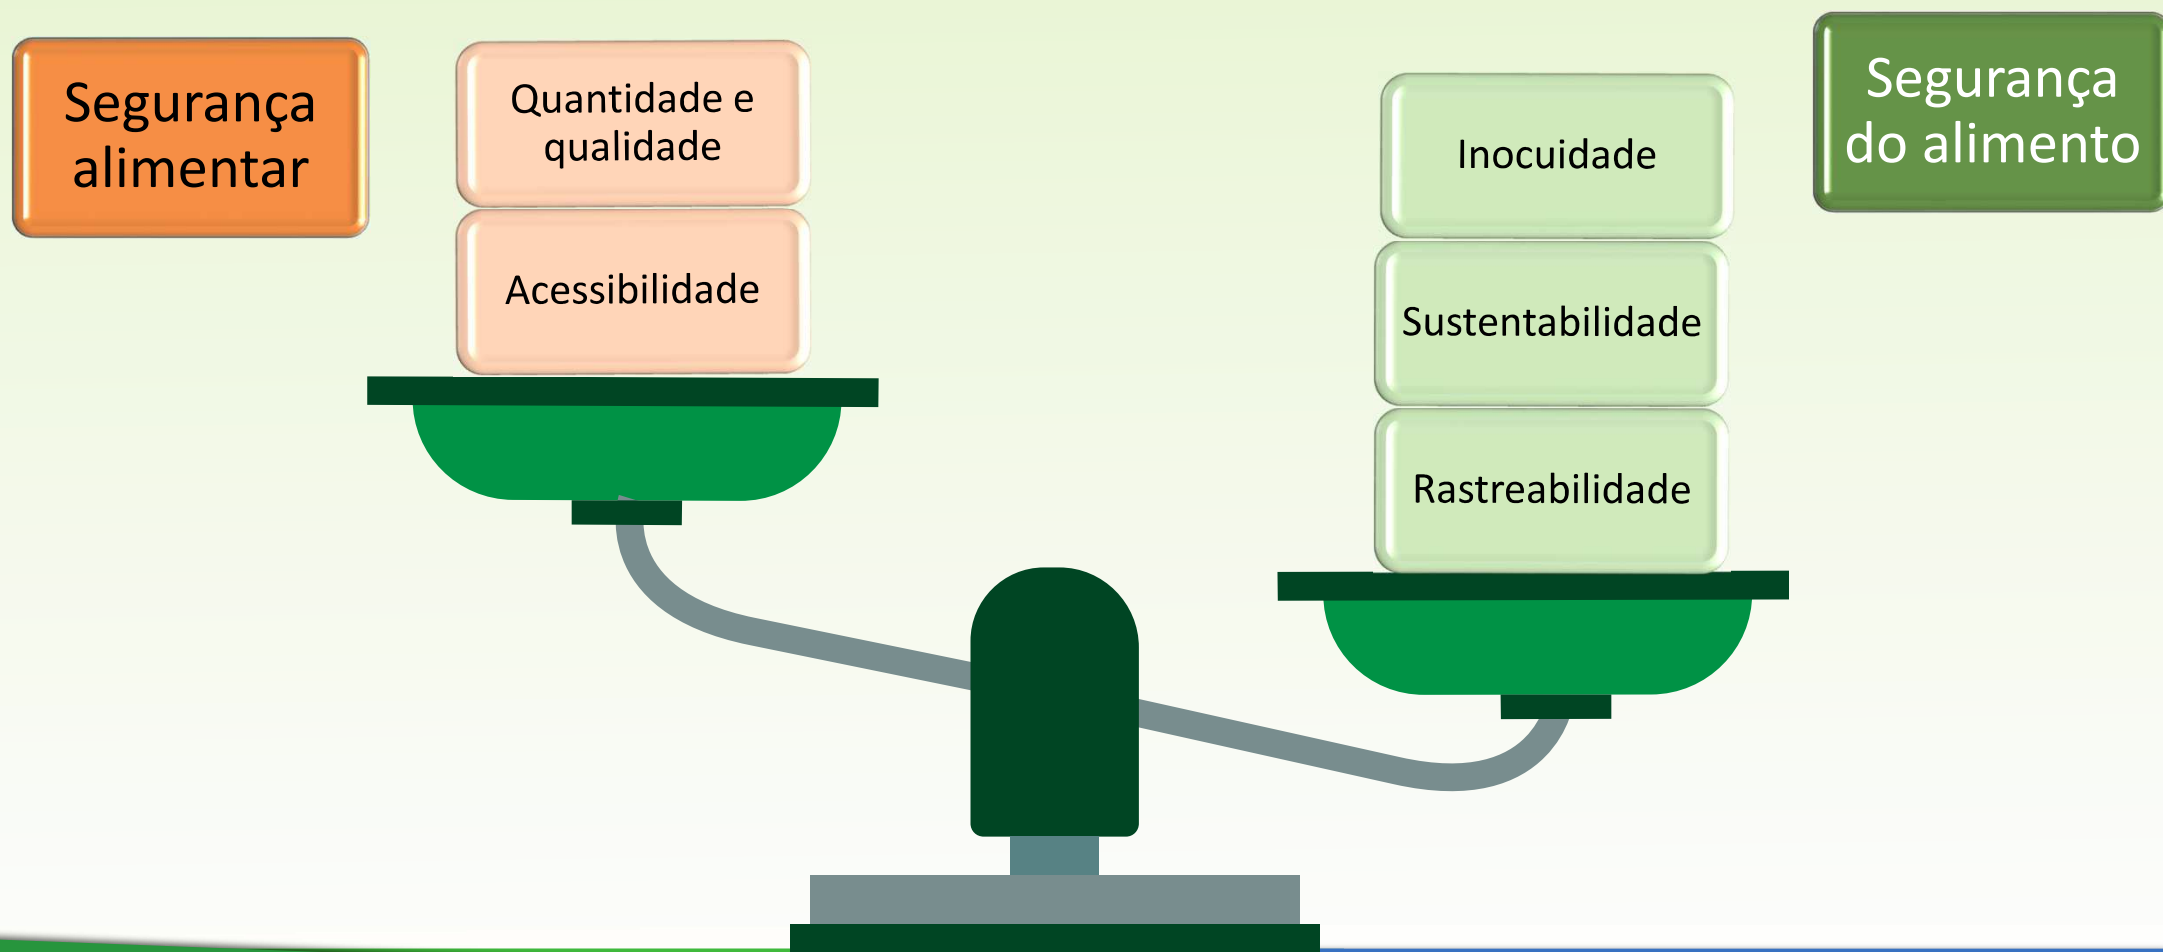 Segurança
alimentar
Quantidade e
qualidade
Acessibilidade
Inocuidade
Sustentabilidade
Rastreabilidade
Segurança
do alimento